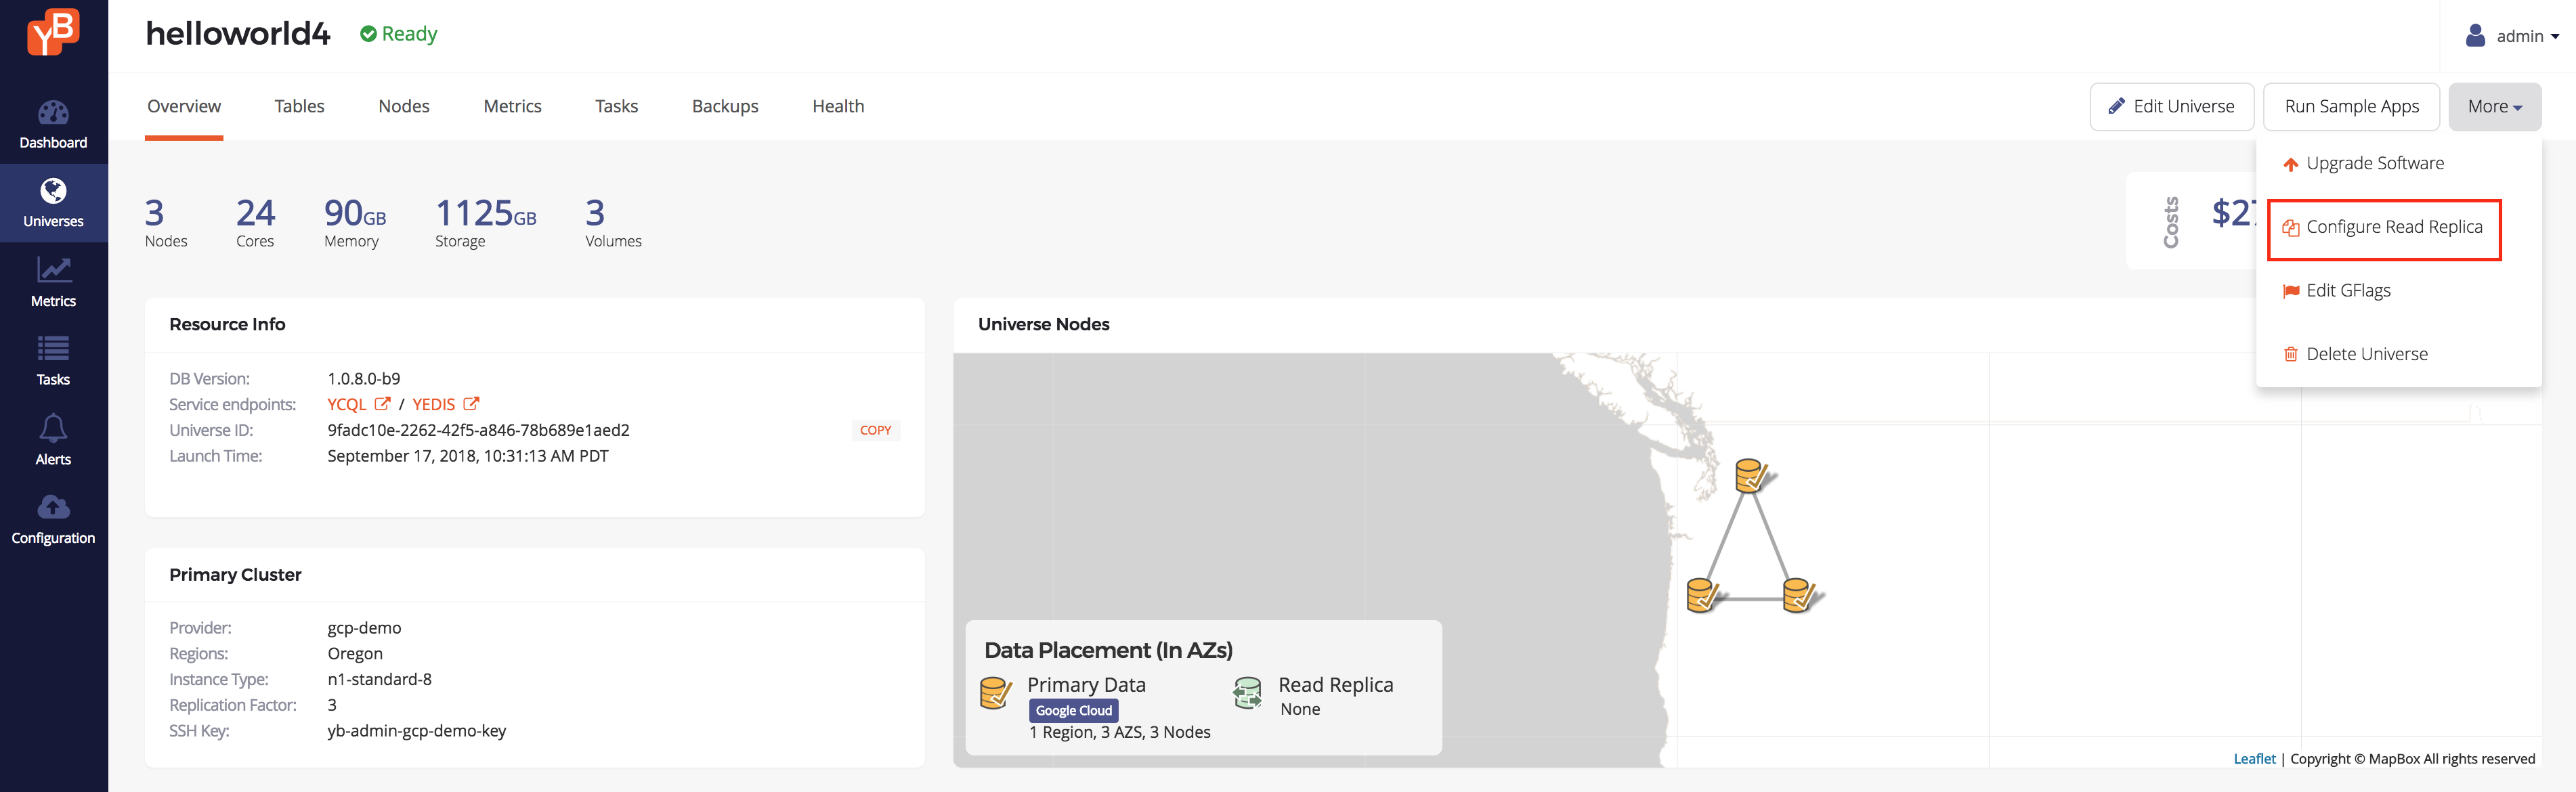 YB
helloworld4 Ready
admin
Dashboard
Universes
Metrics
Tasks
Alerts
Configuration
Overview Tables Nodes Metrics Tasks Backups Health
Edit Universe Run Sample Apps More
Upgrade Software
Configure Read Replica
Edit GFlags
Delete Universe
3 24 90GB 1125GB 3
Nodes Cores Memory Storage Volumes
Costs
Resource Info
DB Version: 1.0.8.0-b9
Service endpoints: YCQL / YEDIS
Universe ID: 9fadc10e-2262-42f5-a846-78b689e1aed2 COPY
Launch Time: September 17, 2018, 10:31:13 AM PDT
Primary Cluster
Provider: gcp-demo
Regions: Oregon
Instance Type: n1-standard-8
Replication Factor: 3
SSH Key: yb-admin-gcp-demo-key
Universe Nodes
Data Placement (In AZs)
Primary Data
Google Cloud
1 Region, 3 AZS, 3 Nodes
Read Replica
None
Leaflet | Copyright © MapBox All rights reserved